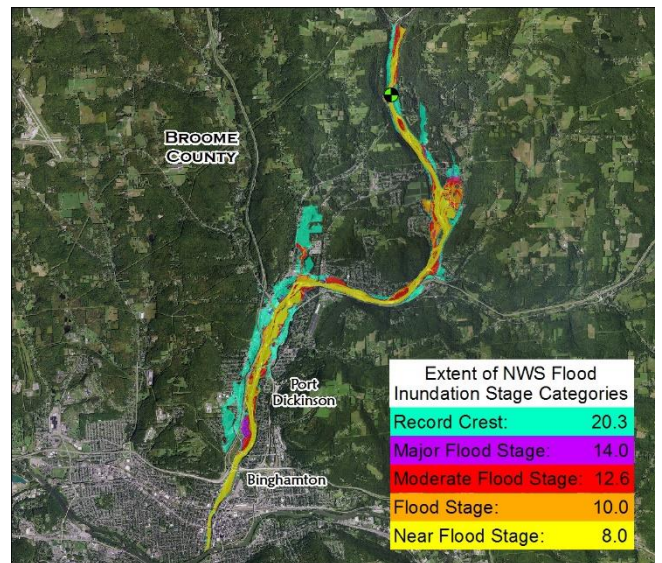 BROOME
COUNTY
Port
Dickinson
Binghamton
Extent of NWS Flood
Inundation Stage Categories
Record Crest: 20.3
Major Flood Stage: 14.0
Moderate Flood Stage: 12.6
Flood Stage: 10.0
Near Flood Stage: 8.0